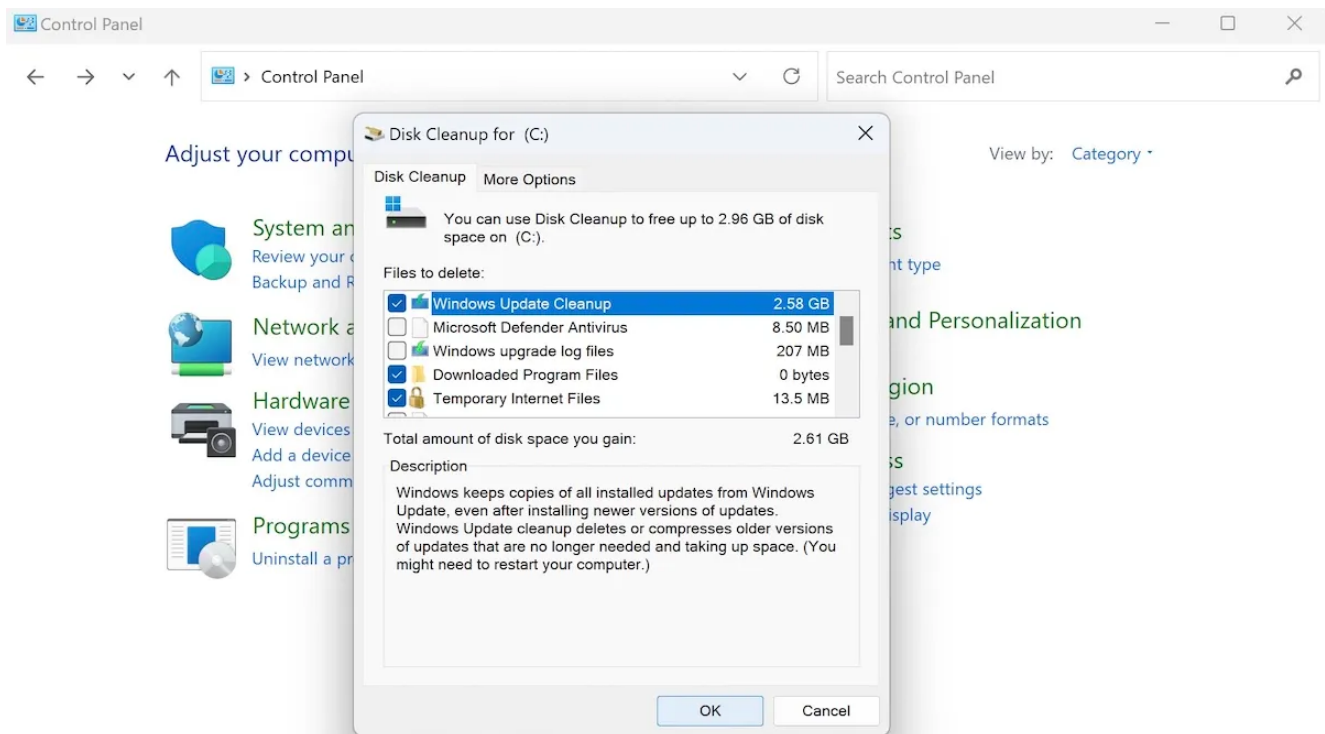 Control Panel
Control Panel
Search Control Panel
Adjust your compu
View by: Category
System an
Review your
Backup and R
Network a
View network
Hardware
View devices
Add a device
Adjust comm
Programs
Uninstall a pr
Disk Cleanup for (C:)
Disk Cleanup
More Options
You can use Disk Cleanup to free up to 2.96 GB of disk
space on (C:).
Files to delete:
Windows Update Cleanup 2.58 GB
Microsoft Defender Antivirus 8.50 MB
Windows upgrade log files 207 MB
Downloaded Program Files 0 bytes
Temporary Internet Files 13.5 MB
Total amount of disk space you gain: 2.61 GB
Description
Windows keeps copies of all installed updates from Windows
Update, even after installing newer versions of updates.
Windows Update cleanup deletes or compresses older versions
of updates that are no longer needed and taking up space. (You
might need to restart your computer.)
OK
Cancel
ts
nt type
and Personalization
gion
e, or number formats
ss
gest settings
isplay